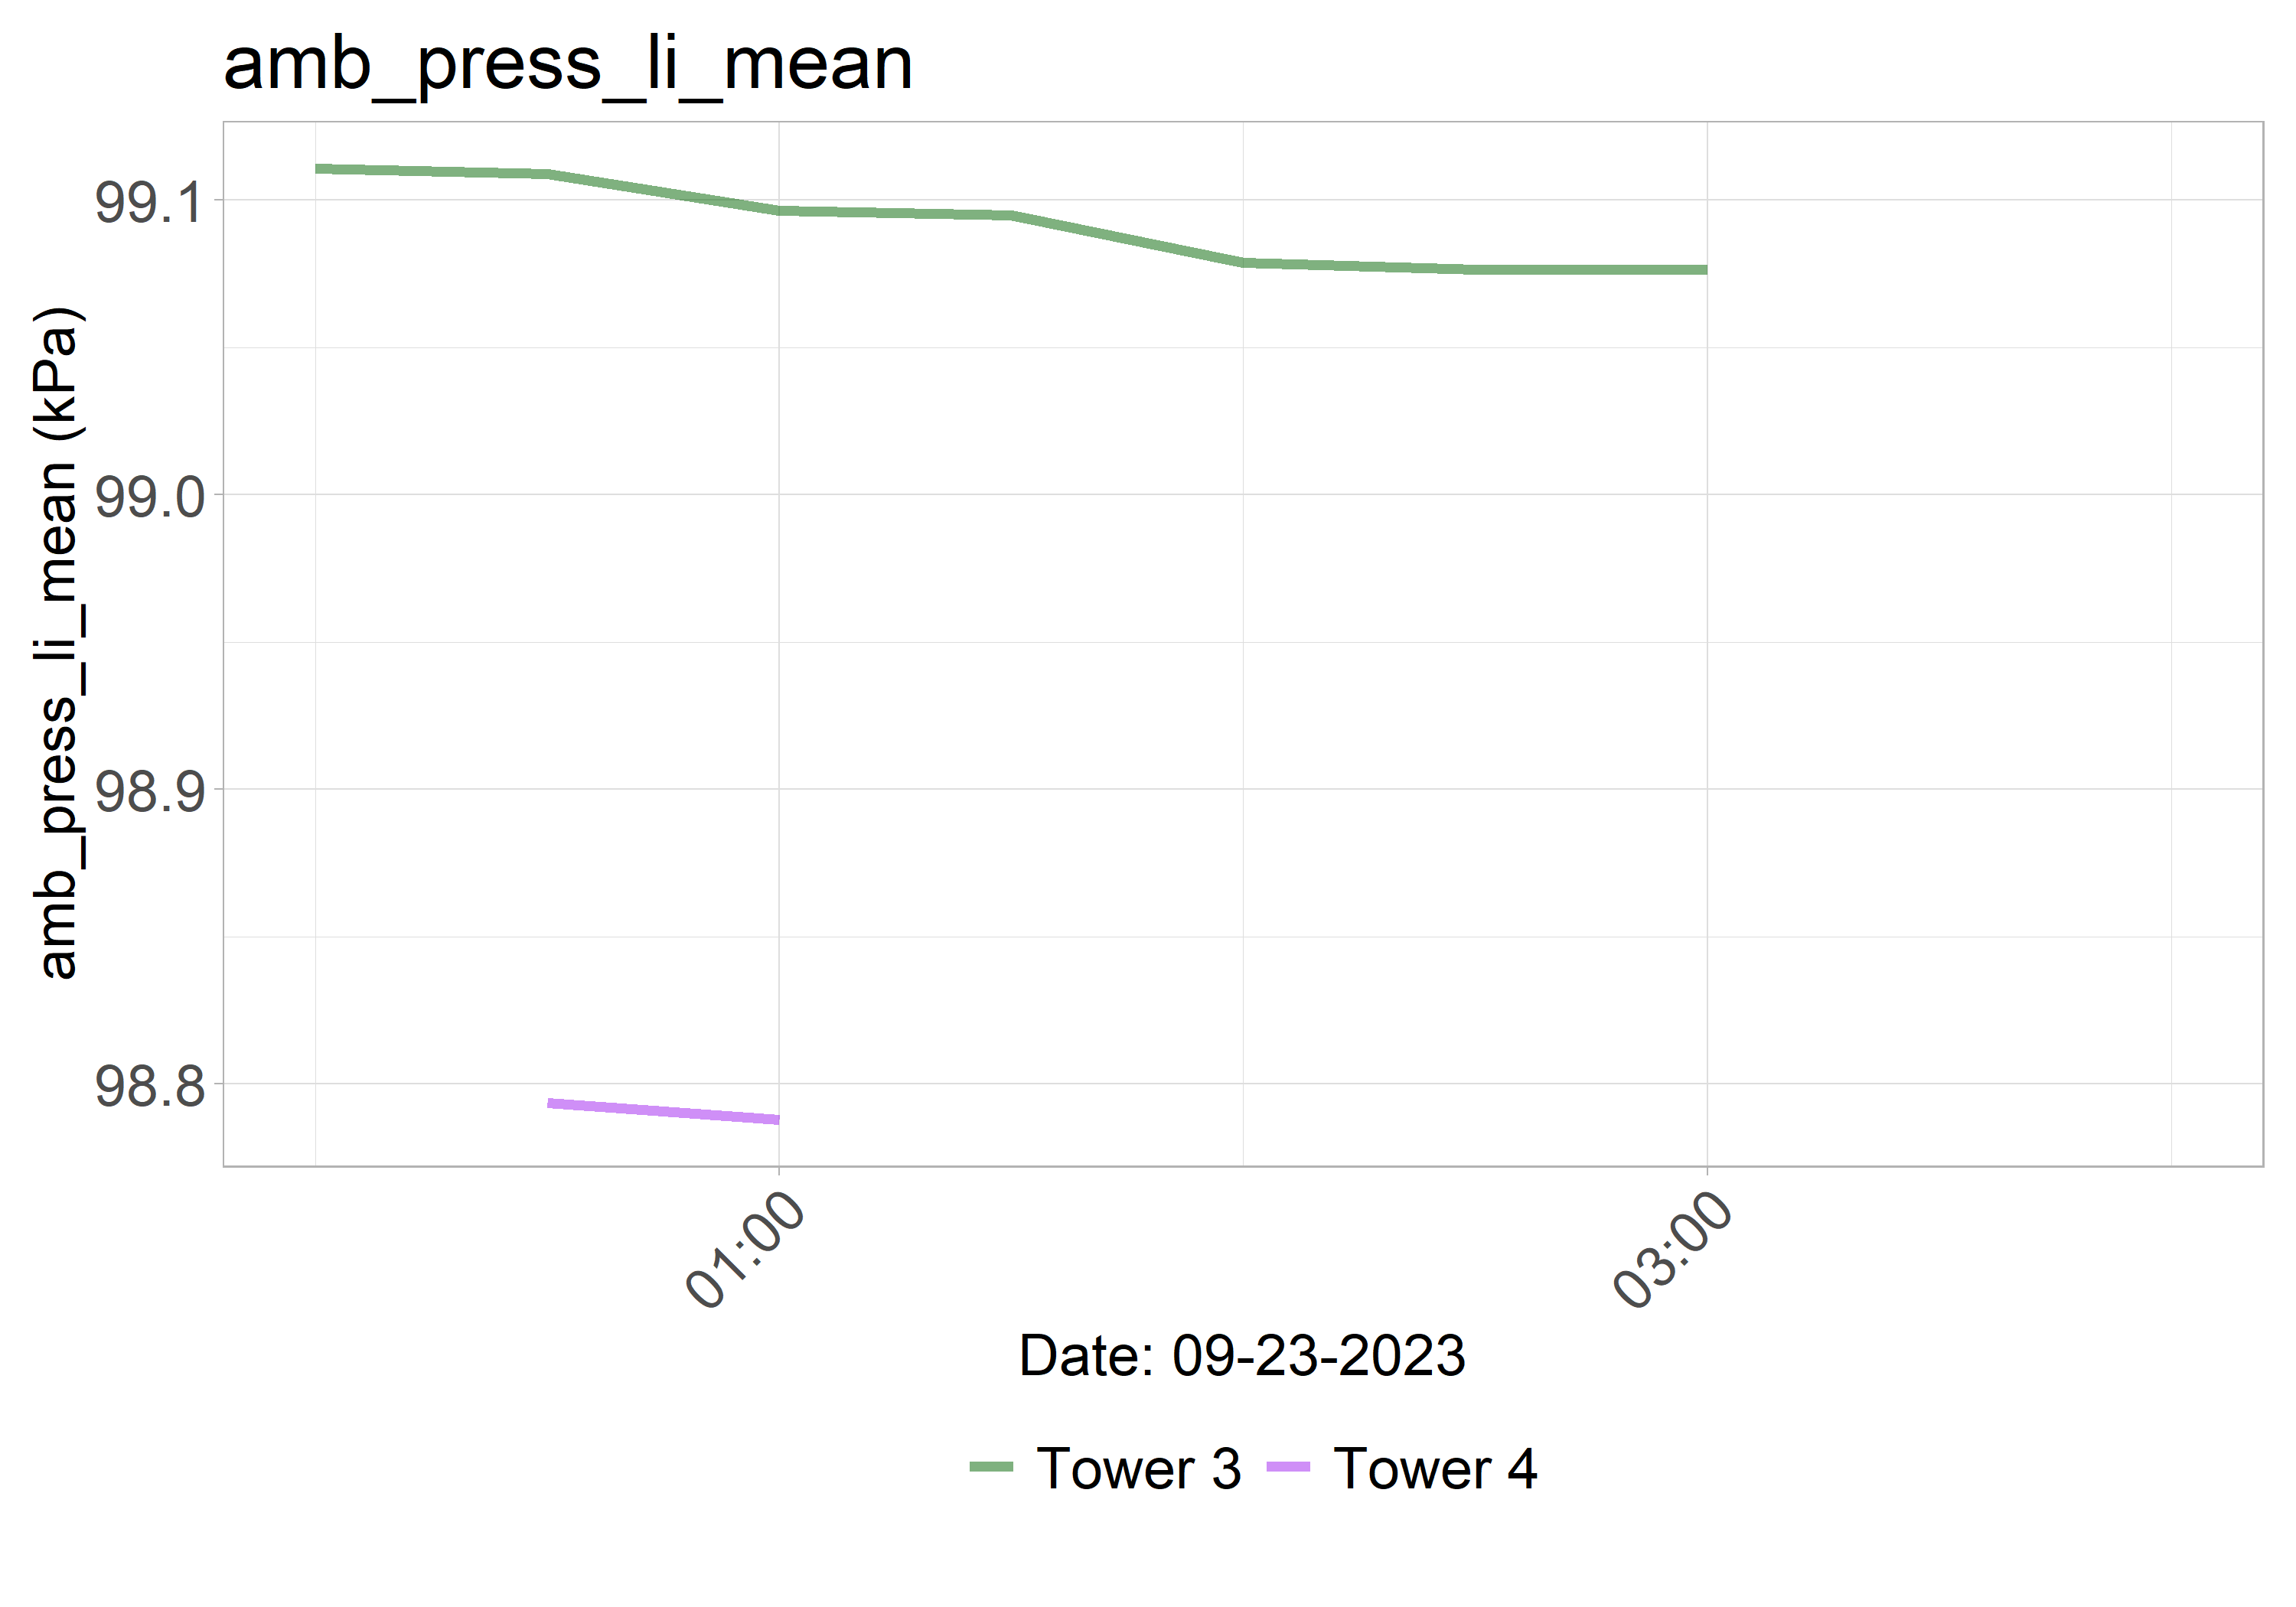 amb_press_li_mean
amb_press_li_mean (kPa)
99.1
99.0
98.9
98.8
01:00
03:00
Date: 09-23-2023
Tower 3
Tower 4